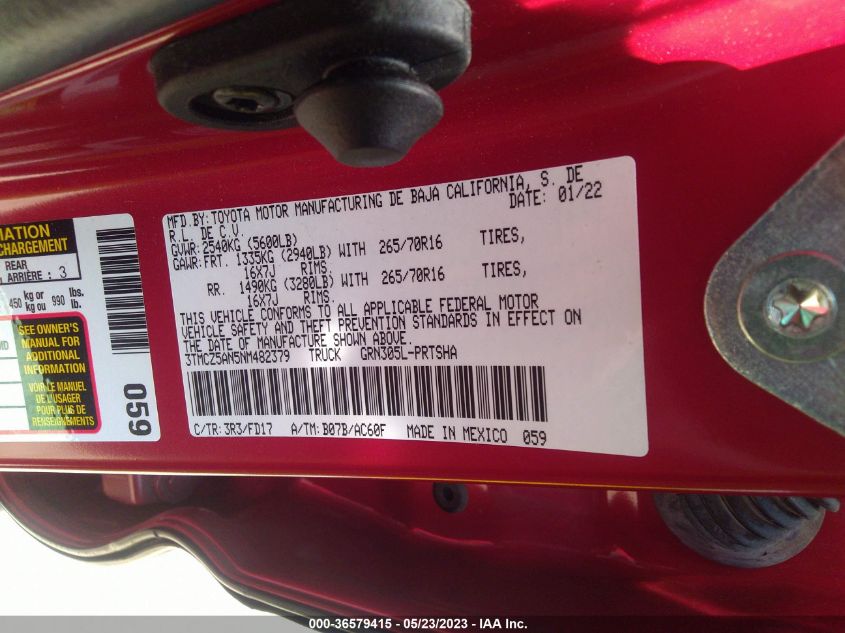 MFD.BY:TOYOTA MOTOR MANUFACTURING DE BAJA CALIFORNIA, S. DE
R.L. DE C.V. DATE: 01/22
GVWR: 2540KG (5600LB)
GAWR:FRT. 1335KG (2940LB) WITH 265/70R16 TIRES,
16X7J RIMS.
RR. 1490KG (3280LB) WITH 265/70R16 TIRES,
16X7J RIMS.
THIS VEHICLE CONFORMS TO ALL APPLICABLE FEDERAL MOTOR
VEHICLE SAFETY AND THEFT PREVENTION STANDARDS IN EFFECT ON
THE DATE OF MANUFACTURE SHOWN ABOVE.
3TMCZ5AN5NM482379 TRUCK GRN305L-PRTSHA
C/TR:3R3/FD17 A/TM:B07B/AC60F MADE IN MEXICO 059
REAR
ARRIÈRE : 3
450 kg or 990 lbs.
kg ou lb.
SEE OWNER'S
MANUAL FOR
ADDITIONAL
INFORMATION
VOIR LE MANUEL
DE L'USAGER
POUR PLUS DE
RENSEIGNEMENTS
059
000-36579415 - 05/23/2023 - IAA Inc.